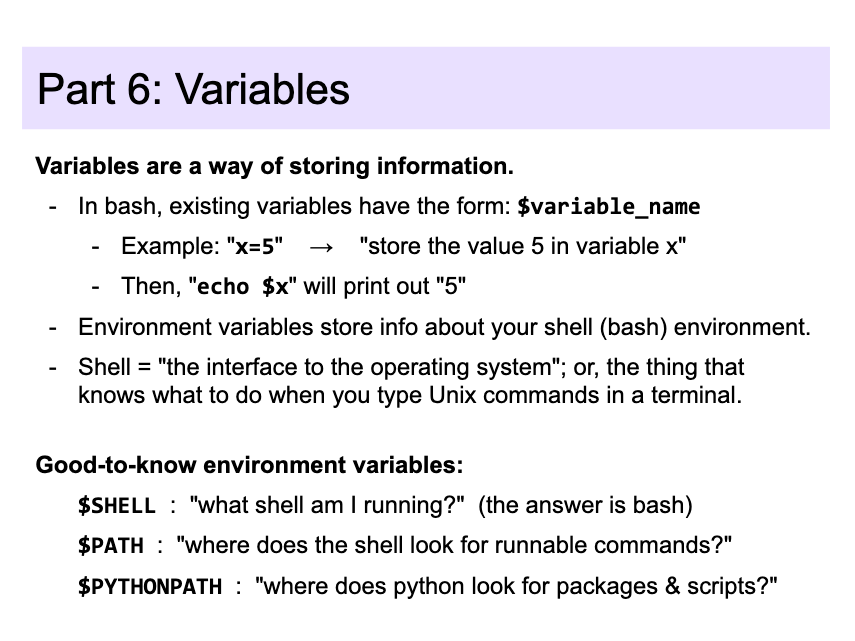 Part 6: Variables
Variables are a way of storing information.
- In bash, existing variables have the form: $variable_name
- Example: "x=5" → "store the value 5 in variable x"
- Then, "echo $x" will print out "5"
- Environment variables store info about your shell (bash) environment.
- Shell = "the interface to the operating system"; or, the thing that
knows what to do when you type Unix commands in a terminal.
Good-to-know environment variables:
$SHELL : "what shell am I running?" (the answer is bash)
$PATH : "where does the shell look for runnable commands?"
$PYTHONPATH : "where does python look for packages & scripts?"